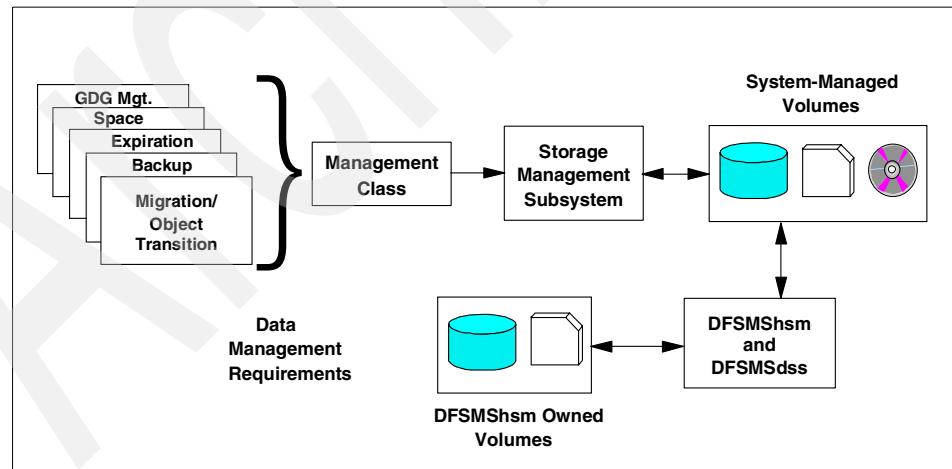 GDG Mgt.
Space
Expiration
Backup
Migration/
Object
Transition
Management
Class
Storage
Management
Subsystem
System-Managed
Volumes
Data
Management
Requirements
DFSMShsm
and
DFSMSdss
DFSMShsm Owned
Volumes